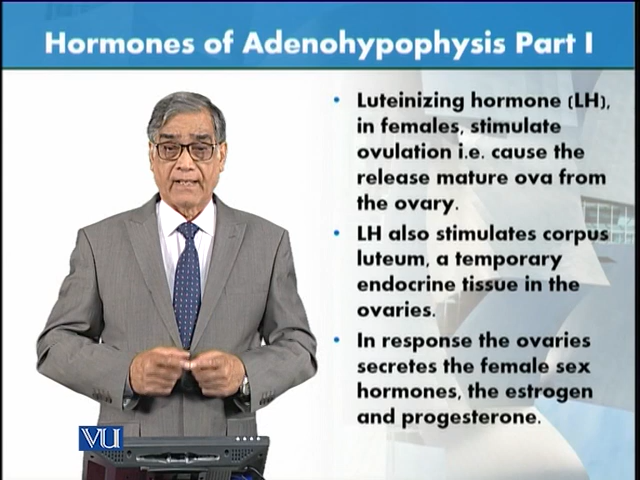 Hormones of Adenohypophysis Part I
• Luteinizing hormone (LH),
in females, stimulate
ovulation i.e. cause the
release mature ova from
the ovary.
• LH also stimulates corpus
luteum, a temporary
endocrine tissue in the
ovaries.
• In response the ovaries
secretes the female sex
hormones, the estrogen
and progesterone.
VU